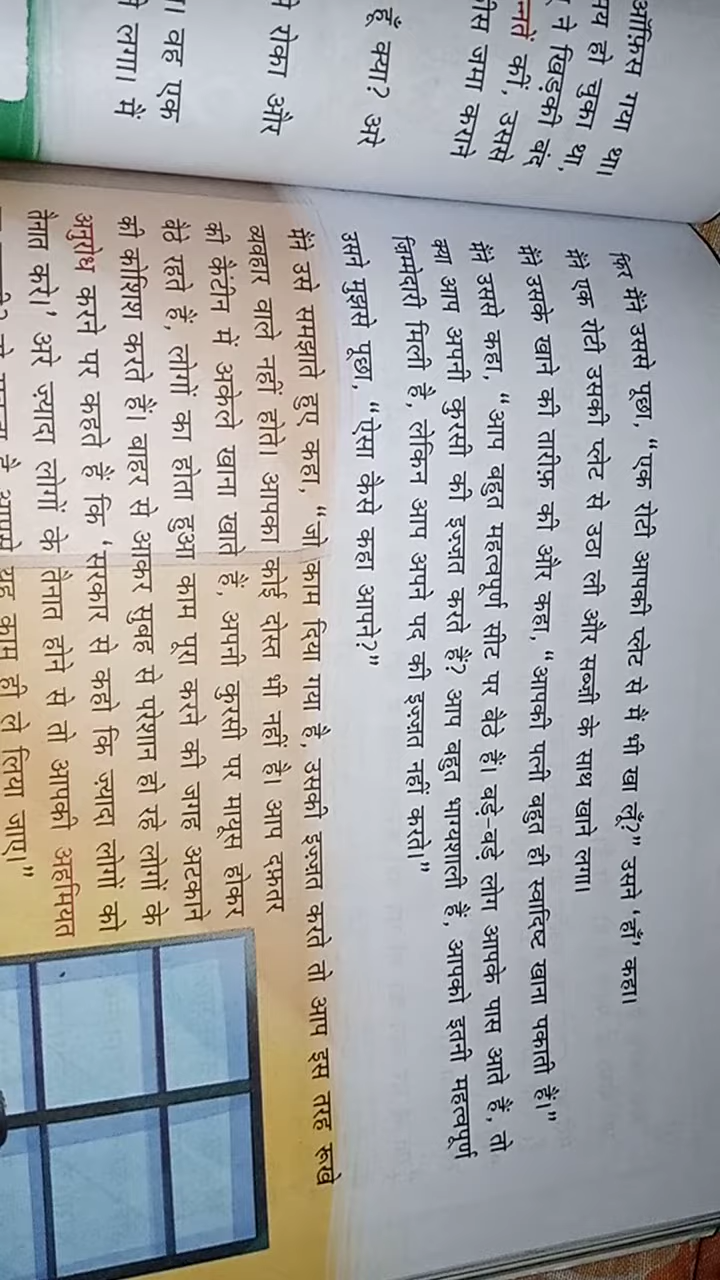 ऑफिस गया था।
मय हो चुका था,
ने खिड़की बंद
न्नतें कीं, उससे
ीस जमा कराने
हूँ क्या? अरे
रोका और
वह एक
लगा। मैं
फिर मैंने उससे पूछा, “एक रोटी आपकी प्लेट से मैं भी खा लूँ?” उसने ‘हाँ’ कहा।
मैंने एक रोटी उसकी प्लेट से उठा ली और सब्ज़ी के साथ खाने लगा।
मैंने उसके खाने की तारीफ़ की और कहा, “आपकी पत्नी बहुत ही स्वादिष्ट खाना पकाती हैं।”
मैंने उससे कहा, “आप बहुत महत्वपूर्ण सीट पर बैठे हैं। बड़े-बड़े लोग आपके पास आते हैं, तो
क्या आप अपनी कुरसी की इज़्ज़त करते हैं? आप बहुत भाग्यशाली हैं, आपको इतनी महत्वपूर्ण
ज़िम्मेदारी मिली है, लेकिन आप अपने पद की इज़्ज़त नहीं करते।”
उसने मुझसे पूछा, “ऐसा कैसे कहा आपने?”
मैंने उसे समझाते हुए कहा, “जो काम दिया गया है, उसकी इज़्ज़त करते तो आप इस तरह रूखे
व्यवहार वाले नहीं होते। आपका कोई दोस्त भी नहीं है। आप दफ़्तर
की कैंटीन में अकेले खाना खाते हैं, अपनी कुरसी पर मायूस होकर
बैठे रहते हैं, लोगों का होता हुआ काम पूरा करने की जगह अटकाने
की कोशिश करते हैं। बाहर से आकर सुबह से परेशान हो रहे लोगों के
अनुरोध करने पर कहते हैं कि ‘सरकार से कहो कि ज़्यादा लोगों को
तैनात करे।’ अरे ज़्यादा लोगों के तैनात होने से तो आपकी अहमियत
है आपसे यह काम ही ले लिया जाए।”